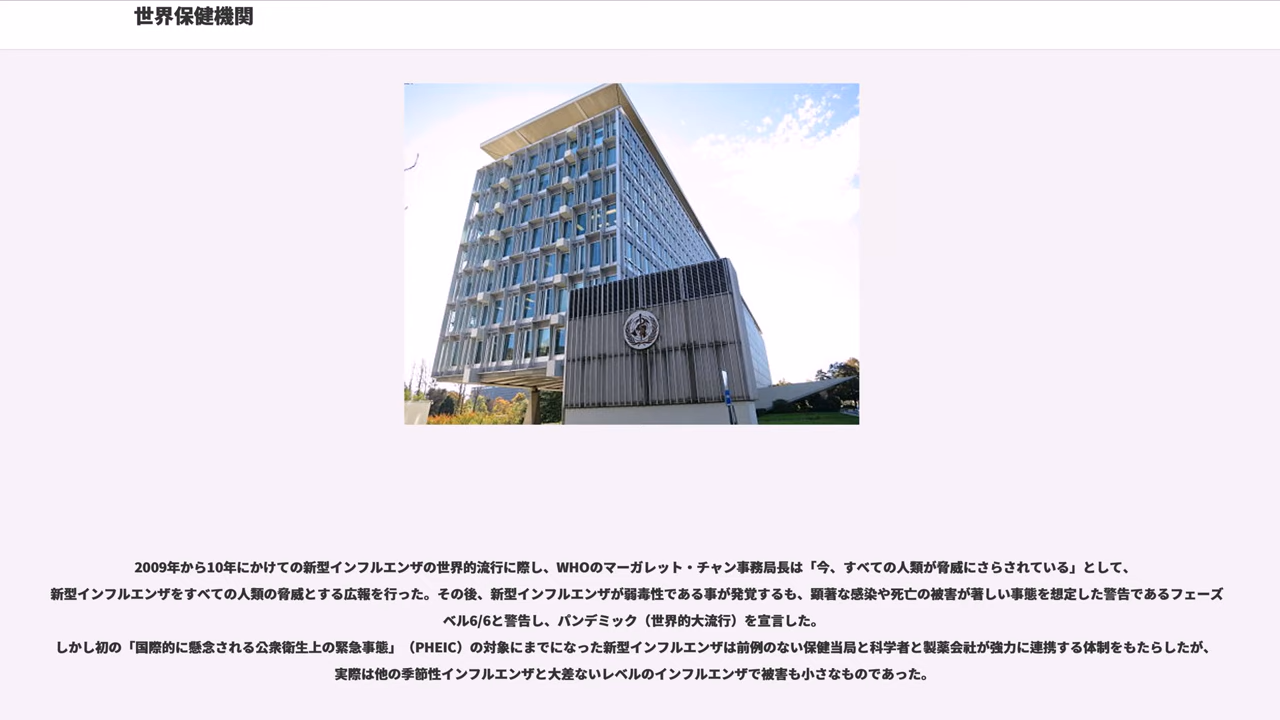 世界保健機関
2009年から10年にかけての新型インフルエンザの世界的流行に際し、WHOのマーガレット・チャン事務局長は「今、すべての人類が脅威にさらされている」として、
新型インフルエンザをすべての人類の脅威とする広報を行った。その後、新型インフルエンザが弱毒性である事が発覚するも、顕著な感染や死亡の被害が著しい事態を想定した警告であるフェーズ
ベル6/6と警告し、パンデミック（世界的大流行）を宣言した。
しかし初の「国際的に懸念される公衆衛生上の緊急事態」（PHEIC）の対象にまでになった新型インフルエンザは前例のない保健当局と科学者と製薬会社が強力に連携する体制をもたらしたが、
実際は他の季節性インフルエンザと大差ないレベルのインフルエンザで被害も小さなものであった。